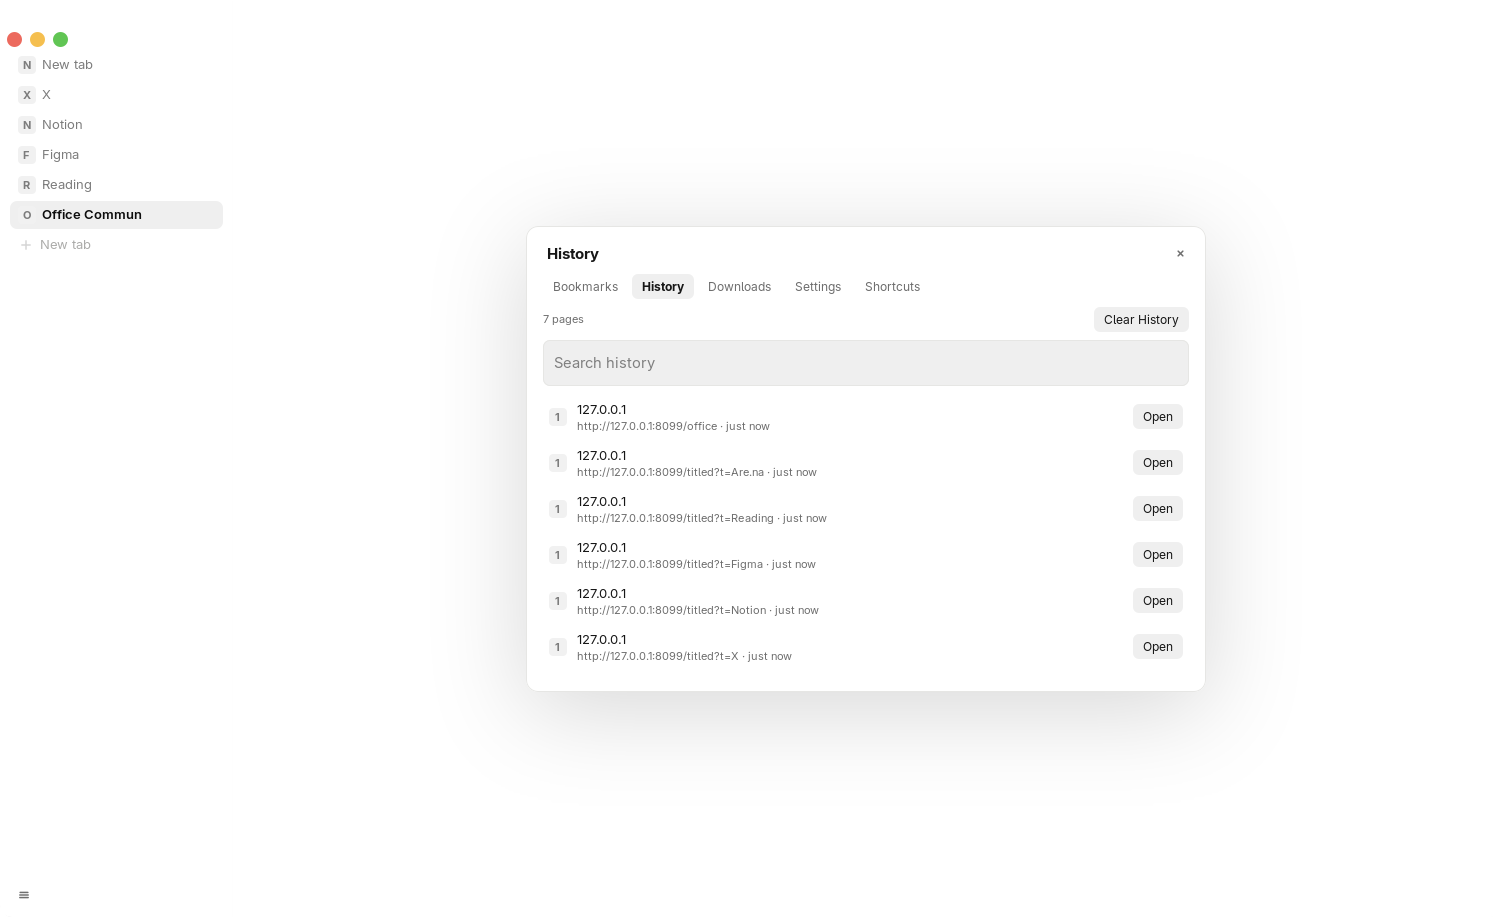 N New tab
X X
N Notion
F Figma
R Reading
O Office Commun
+ New tab
History
×
Bookmarks History Downloads Settings Shortcuts
7 pages
Clear History
Search history
1 127.0.0.1
http://127.0.0.1:8099/office · just now
Open
1 127.0.0.1
http://127.0.0.1:8099/titled?t=Are.na · just now
Open
1 127.0.0.1
http://127.0.0.1:8099/titled?t=Reading · just now
Open
1 127.0.0.1
http://127.0.0.1:8099/titled?t=Figma · just now
Open
1 127.0.0.1
http://127.0.0.1:8099/titled?t=Notion · just now
Open
1 127.0.0.1
http://127.0.0.1:8099/titled?t=X · just now
Open